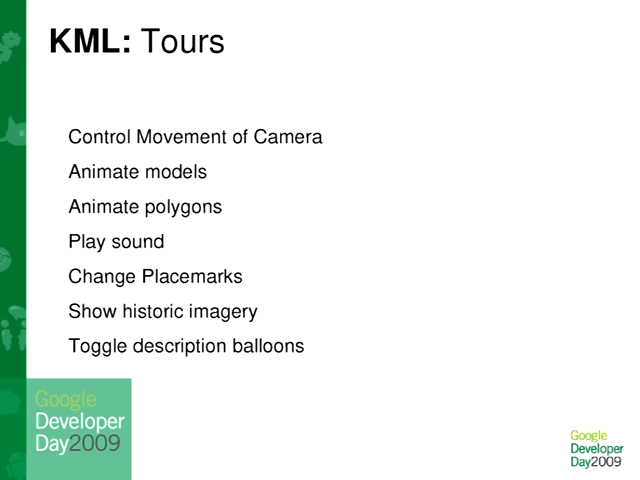 KML: Tours
Control Movement of Camera
Animate models
Animate polygons
Play sound
Change Placemarks
Show historic imagery
Toggle description balloons
Google
Developer
Day2009
Google
Developer
Day2009